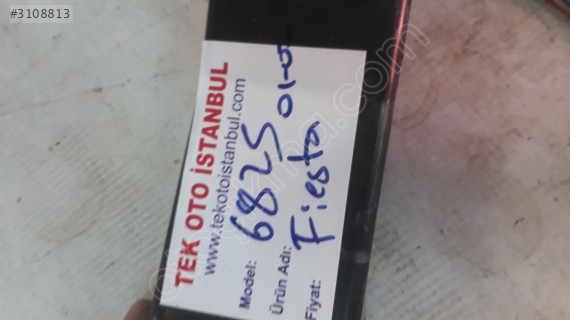 #3108813
TEK OTO İSTANBUL
www.tekotoistanbul.com
Model: 6825
Ürün Adı: Fiesta
Fiyat: